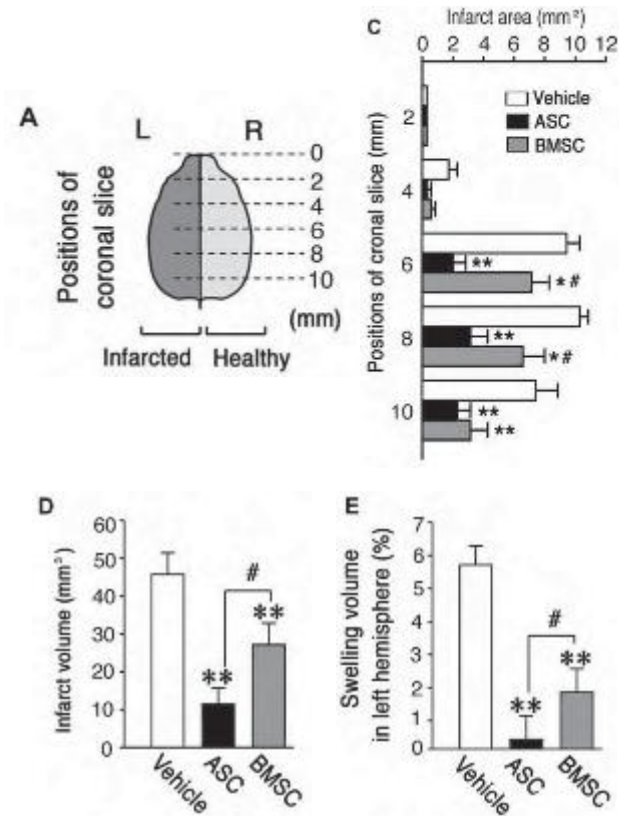 A
L
R
Positions of
coronal slice
0
2
4
6
8
10
(mm)
Infarcted
Healthy
C
Infarct area (mm²)
0 2 4 6 8 10 12
Vehicle
ASC
BMSC
Positions of cronal slice (mm)
2
4
6
**
*#
8
**
*#
10
**
**
D
Infarct volume (mm³)
60
50
40
30
20
10
0
#
**
**
Vehicle
ASC
BMSC
E
Swelling volume
in left hemisphere (%)
7
6
5
4
3
2
1
0
#
**
**
Vehicle
ASC
BMSC